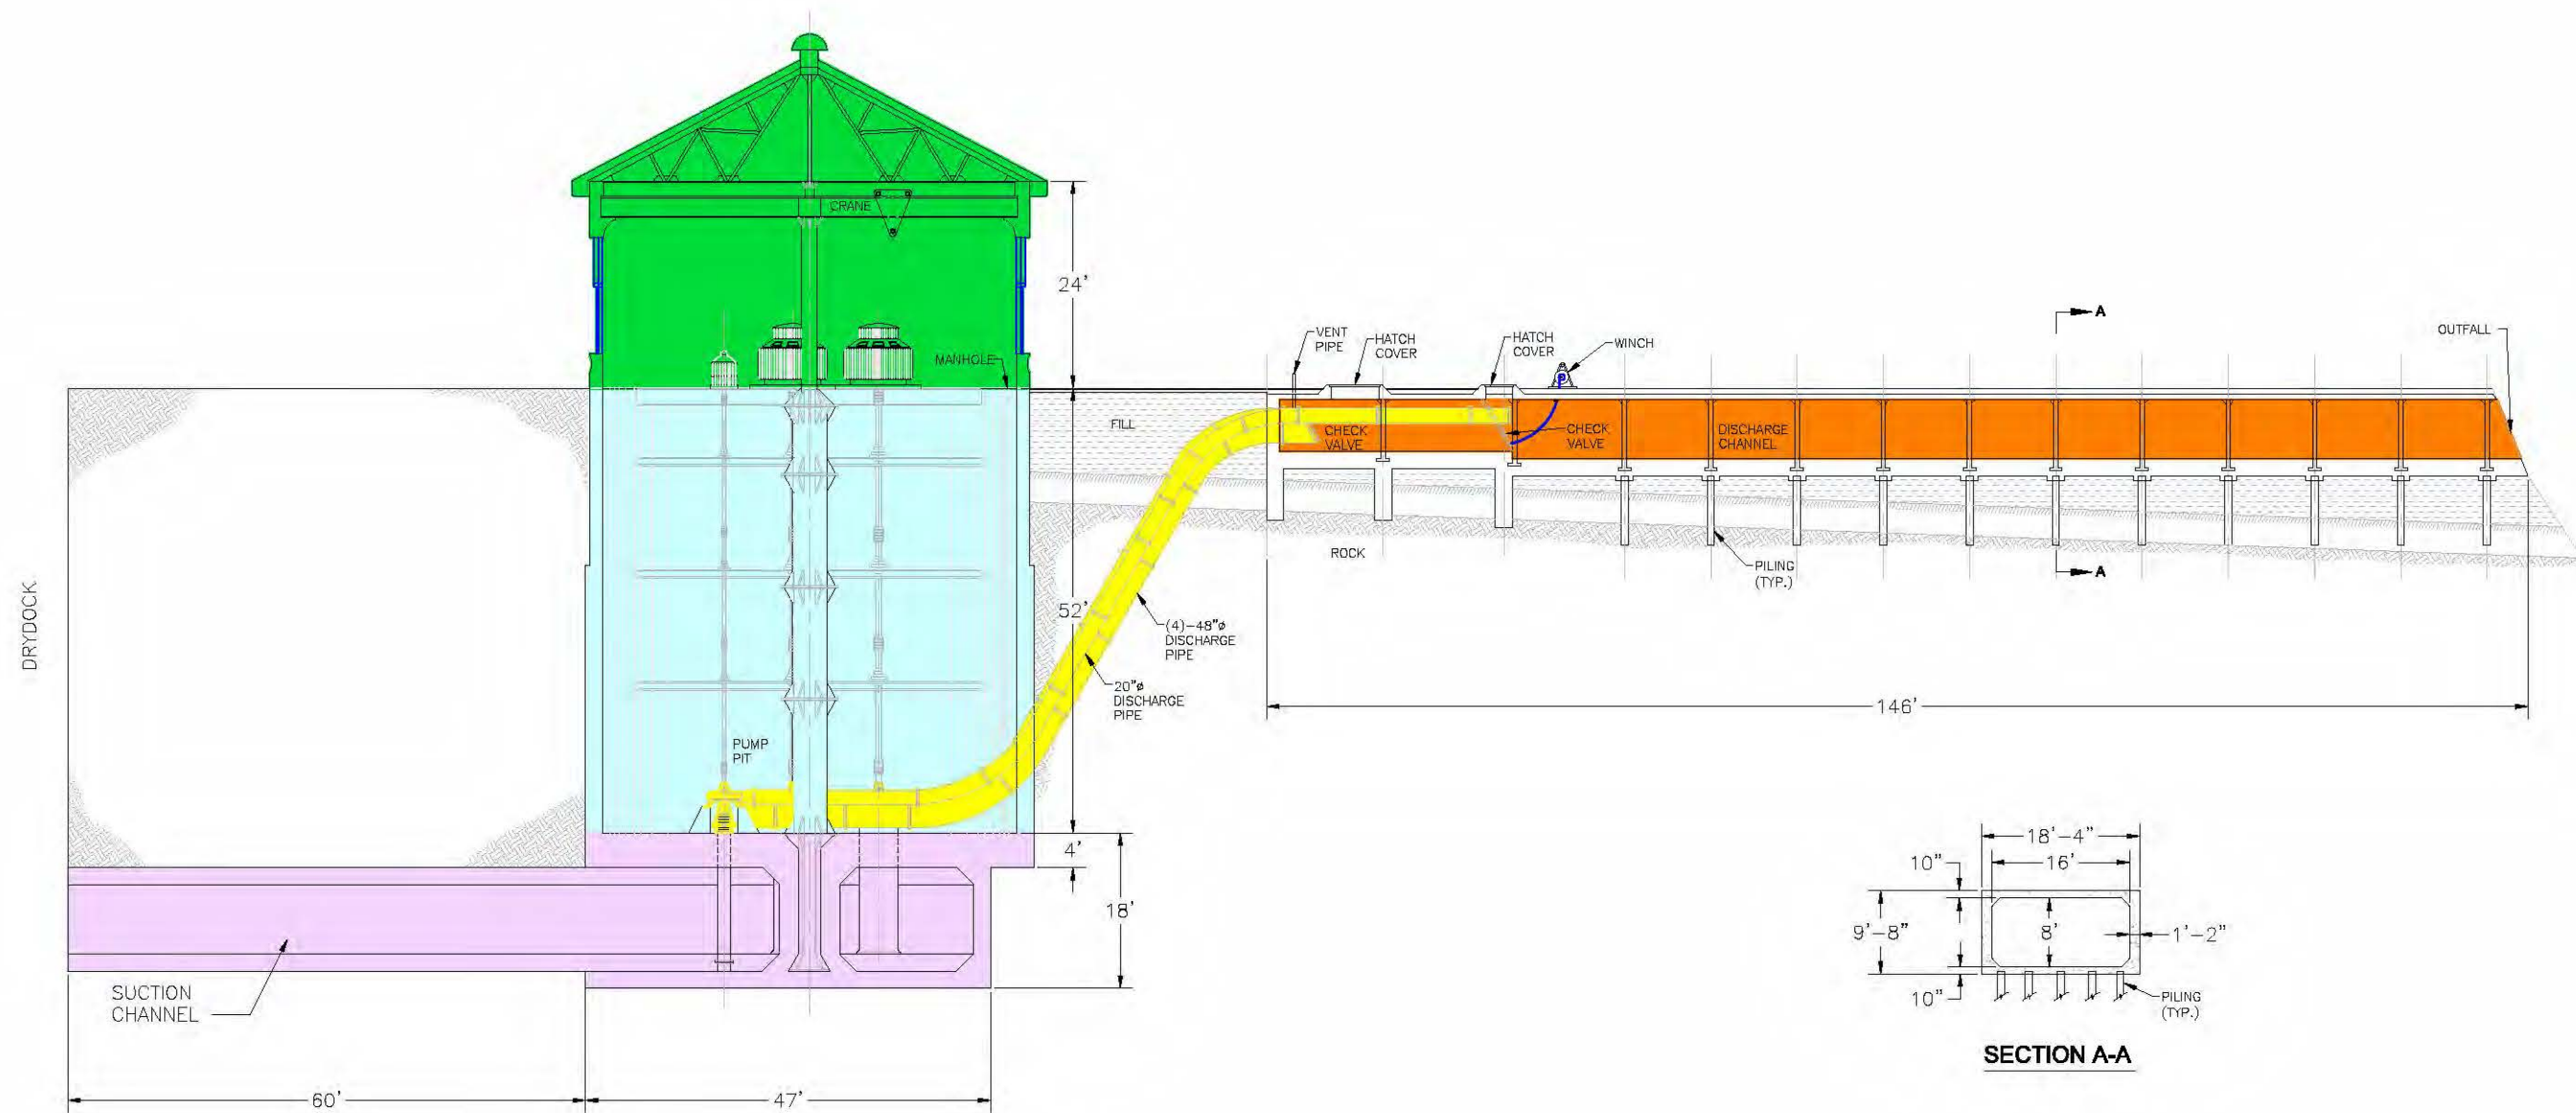 CRANE
24'
MANHOLE
VENT
PIPE
HATCH
COVER
HATCH
COVER
WINCH
A
OUTFALL
FILL
CHECK
VALVE
CHECK
VALVE
DISCHARGE
CHANNEL
ROCK
PILING
(TYP.)
A
DRYDOCK
52'
(4)-48"ø
DISCHARGE
PIPE
20"ø
DISCHARGE
PIPE
146'
PUMP
PIT
4'
18'
SUCTION
CHANNEL
60'
47'
18'-4"
16'
10"
9'-8"
8'
1'-2"
10"
PILING
(TYP.)
SECTION A-A